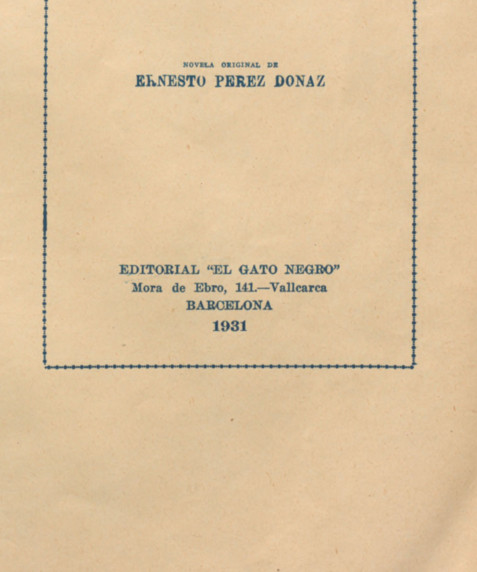 NOVELA ORIGINAL DE
ERNESTO PEREZ DONAZ
EDITORIAL "EL GATO NEGRO"
Mora de Ebro, 141.—Vallcarca
BARCELONA
1931